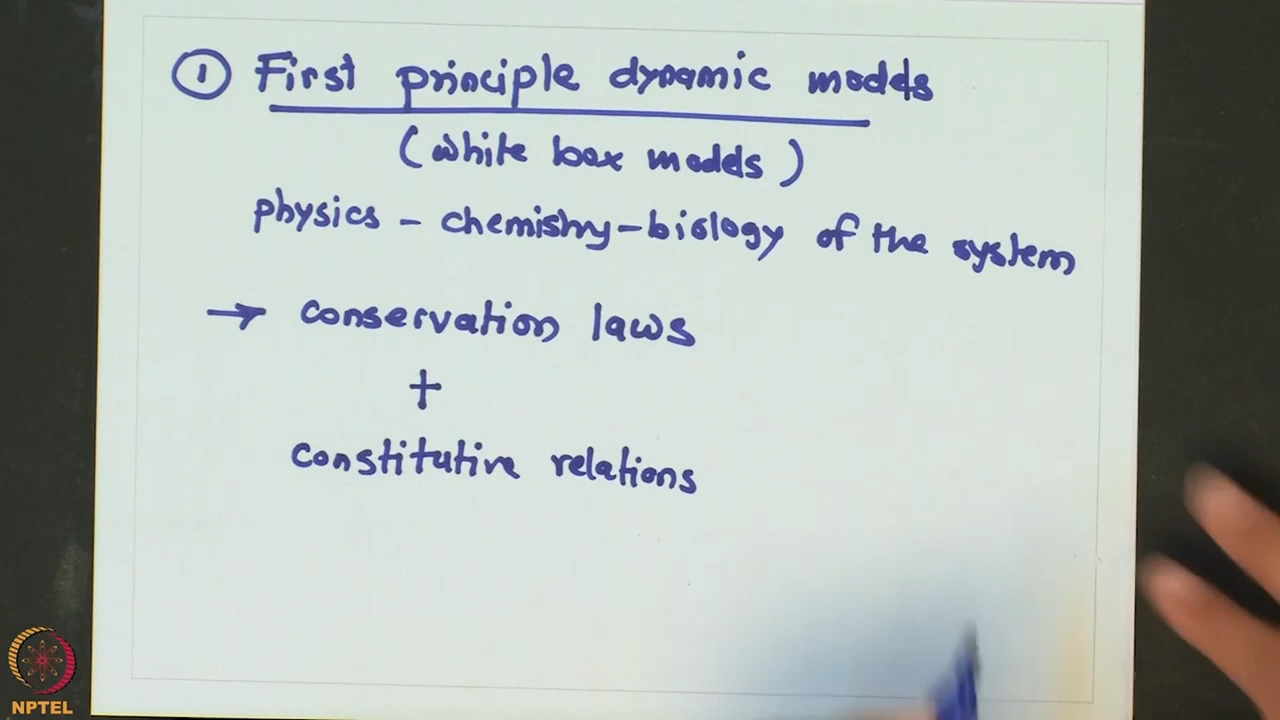 ① First principle dynamic models
(white box models)
physics - chemistry-biology of the system
→ conservation laws
+
constitutive relations
NPTEL